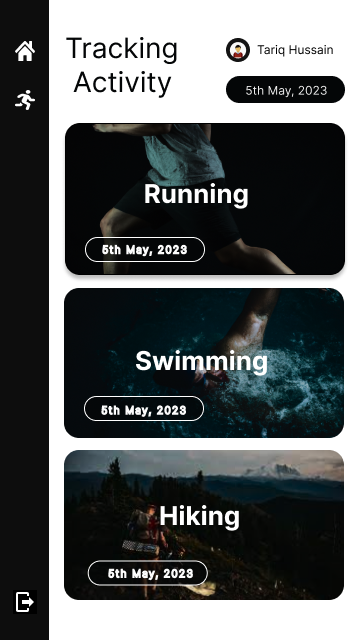 Tracking
Activity
Tariq Hussain
5th May, 2023
Running
5th May, 2023
Swimming
5th May, 2023
Hiking
5th May, 2023